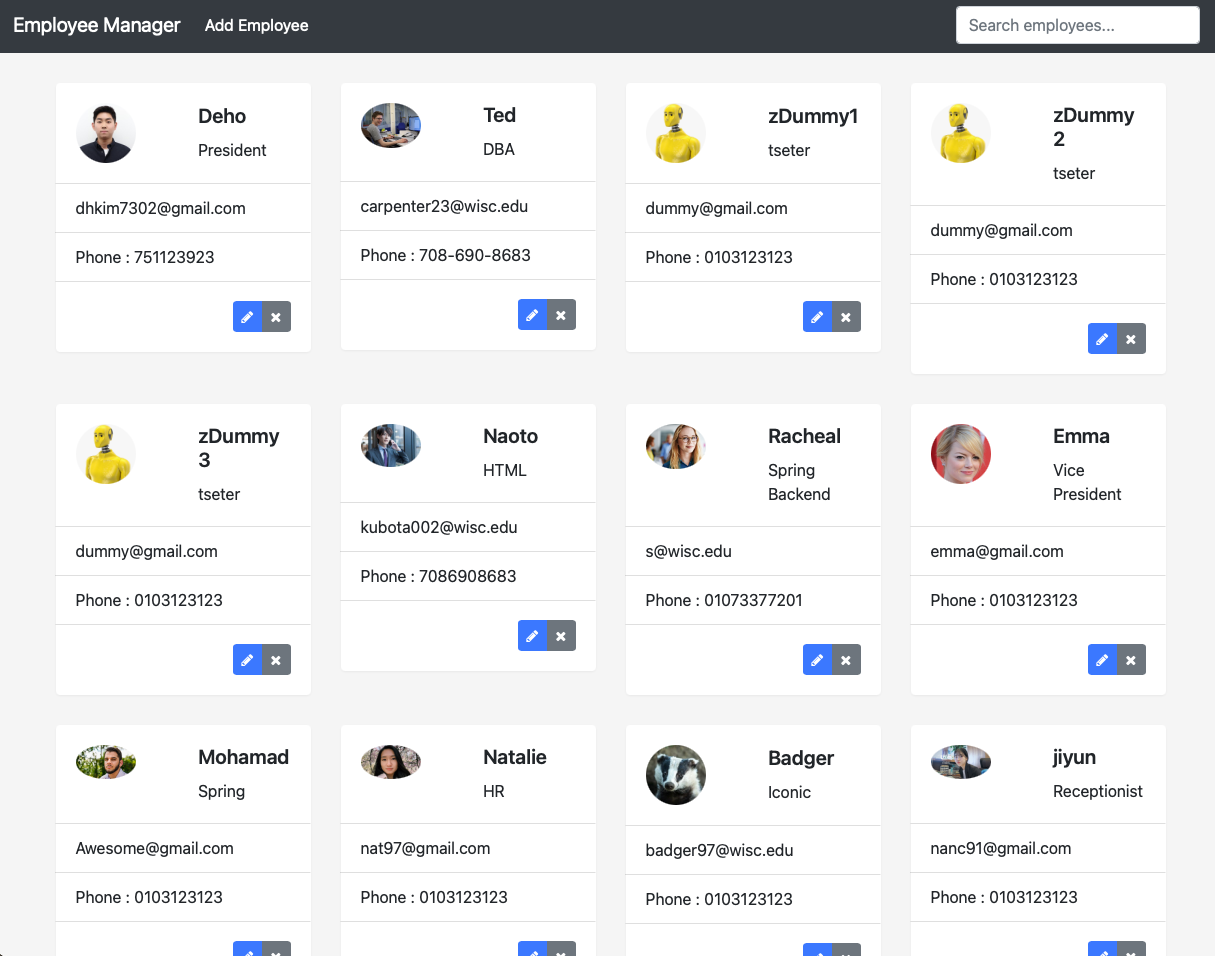 Employee Manager Add Employee Search employees...
Deho
President
dhkim7302@gmail.com
Phone : 751123923
Ted
DBA
carpenter23@wisc.edu
Phone : 708-690-8683
zDummy1
tseter
dummy@gmail.com
Phone : 0103123123
zDummy
2
tseter
dummy@gmail.com
Phone : 0103123123
zDummy
3
tseter
dummy@gmail.com
Phone : 0103123123
Naoto
HTML
kubota002@wisc.edu
Phone : 7086908683
Racheal
Spring
Backend
s@wisc.edu
Phone : 01073377201
Emma
Vice
President
emma@gmail.com
Phone : 0103123123
Mohamad
Spring
Awesome@gmail.com
Phone : 0103123123
Natalie
HR
nat97@gmail.com
Phone : 0103123123
Badger
Iconic
badger97@wisc.edu
Phone : 0103123123
jiyun
Receptionist
nanc91@gmail.com
Phone : 0103123123